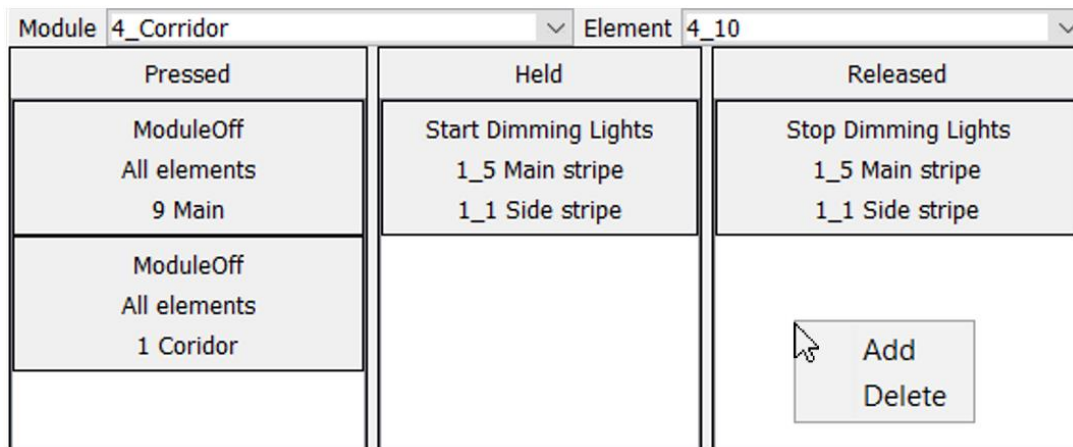 Module 4_Corridor Element 4_10
Pressed Held Released
ModuleOff
All elements
9 Main
ModuleOff
All elements
1 Coridor
Start Dimming Lights
1_5 Main stripe
1_1 Side stripe
Stop Dimming Lights
1_5 Main stripe
1_1 Side stripe
Add
Delete